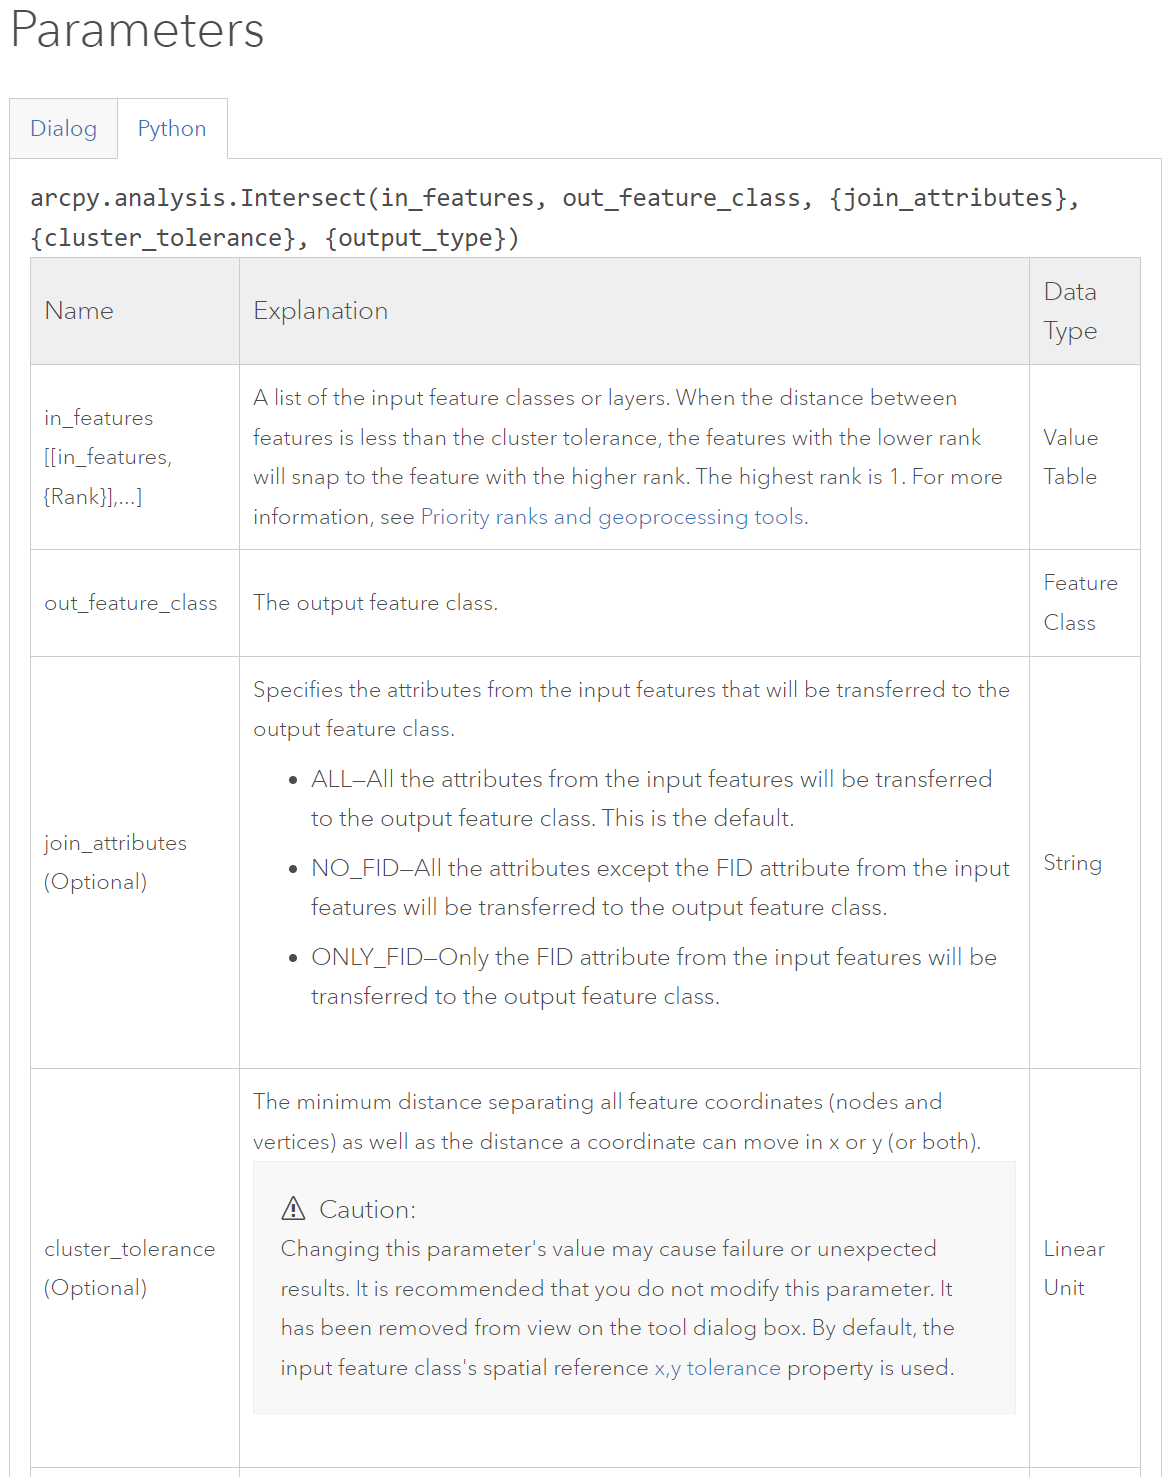 Parameters
Dialog
Python
arcpy.analysis.Intersect(in_features, out_feature_class, {join_attributes},
{cluster_tolerance}, {output_type})
Name
Explanation
Data
Type
in_features
[[in_features,
{Rank}],...]
A list of the input feature classes or layers. When the distance between
features is less than the cluster tolerance, the features with the lower rank
will snap to the feature with the higher rank. The highest rank is 1. For more
information, see Priority ranks and geoprocessing tools.
Value
Table
out_feature_class
The output feature class.
Feature
Class
join_attributes
(Optional)
Specifies the attributes from the input features that will be transferred to the
output feature class.
• ALL—All the attributes from the input features will be transferred
to the output feature class. This is the default.
• NO_FID—All the attributes except the FID attribute from the input
features will be transferred to the output feature class.
• ONLY_FID—Only the FID attribute from the input features will be
transferred to the output feature class.
String
cluster_tolerance
(Optional)
The minimum distance separating all feature coordinates (nodes and
vertices) as well as the distance a coordinate can move in x or y (or both).
Caution:
Changing this parameter's value may cause failure or unexpected
results. It is recommended that you do not modify this parameter. It
has been removed from view on the tool dialog box. By default, the
input feature class's spatial reference x,y tolerance property is used.
Linear
Unit